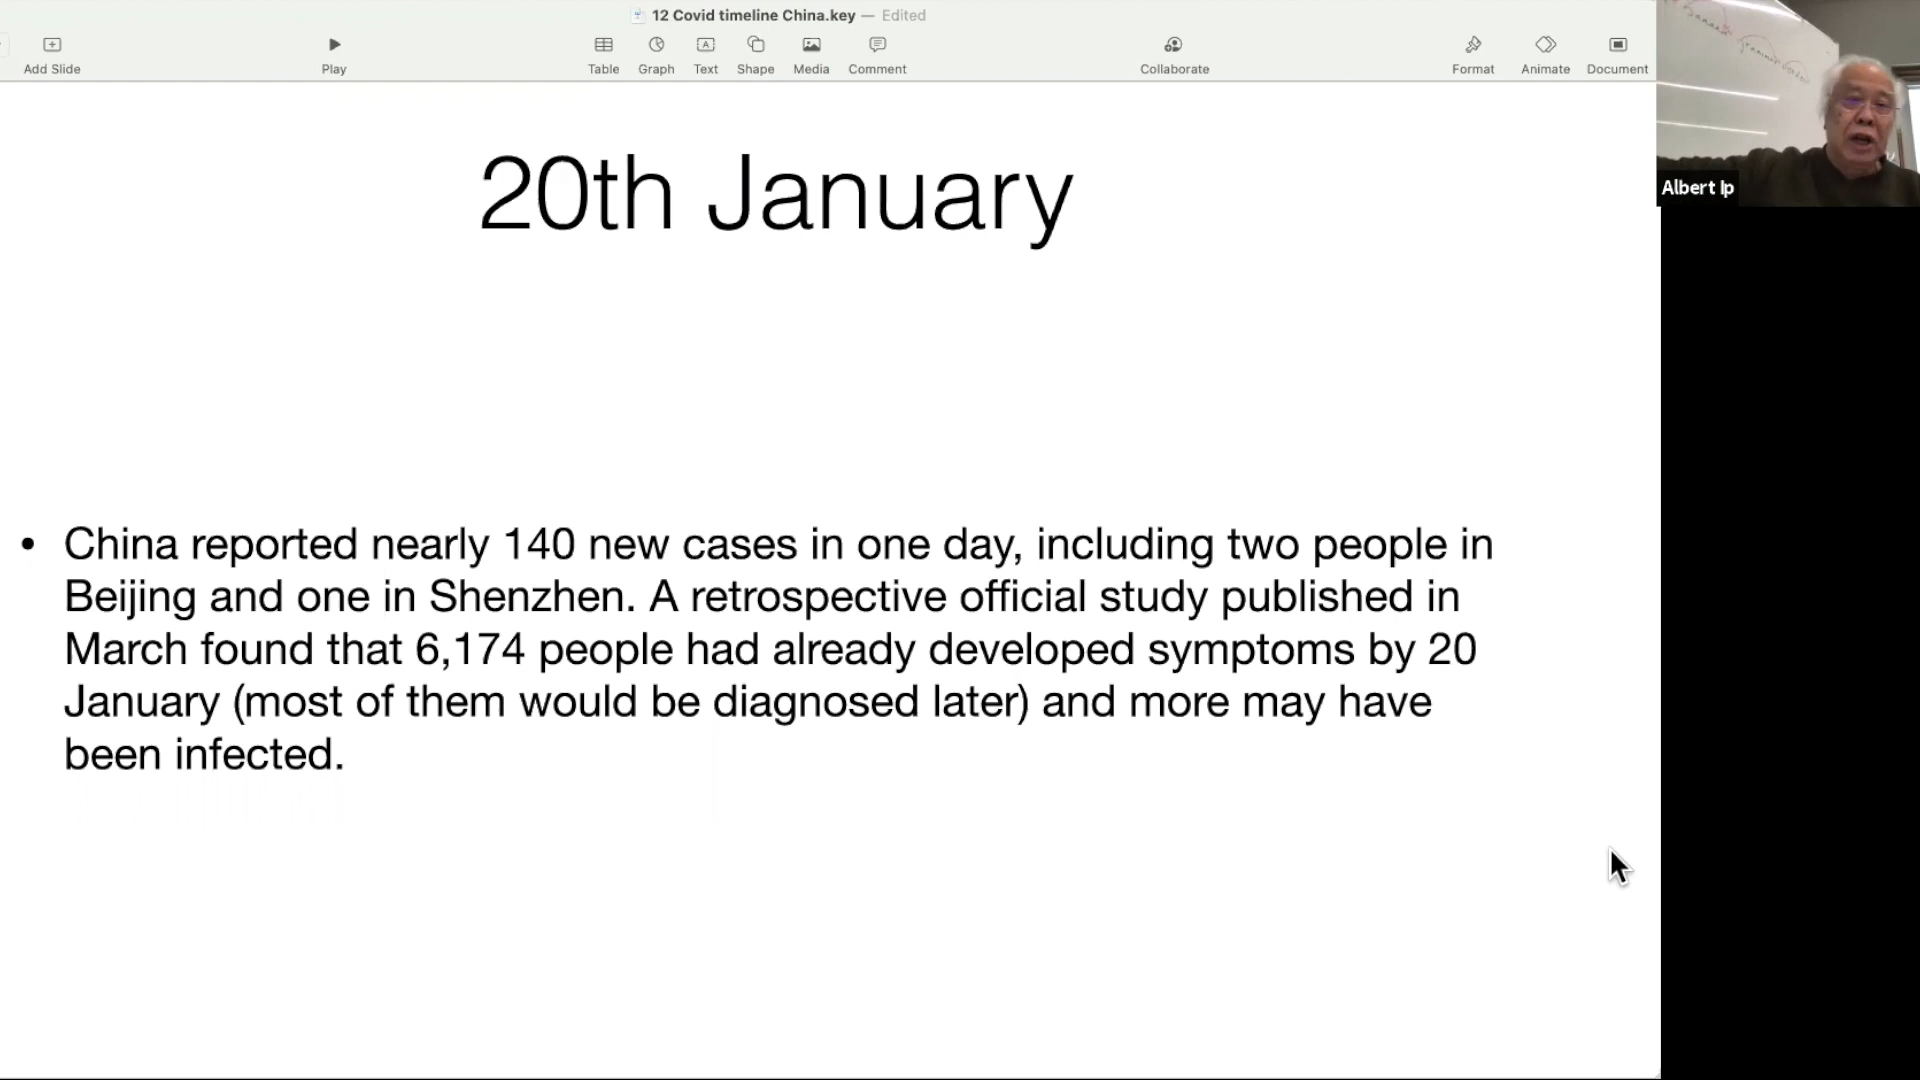 12 Covid timeline China.key — Edited
Add Slide
Play
Table
Graph
Text
Shape
Media
Comment
Collaborate
Format
Animate
Document
Albert Ip
20th January
• China reported nearly 140 new cases in one day, including two people in
Beijing and one in Shenzhen. A retrospective official study published in
March found that 6,174 people had already developed symptoms by 20
January (most of them would be diagnosed later) and more may have
been infected.